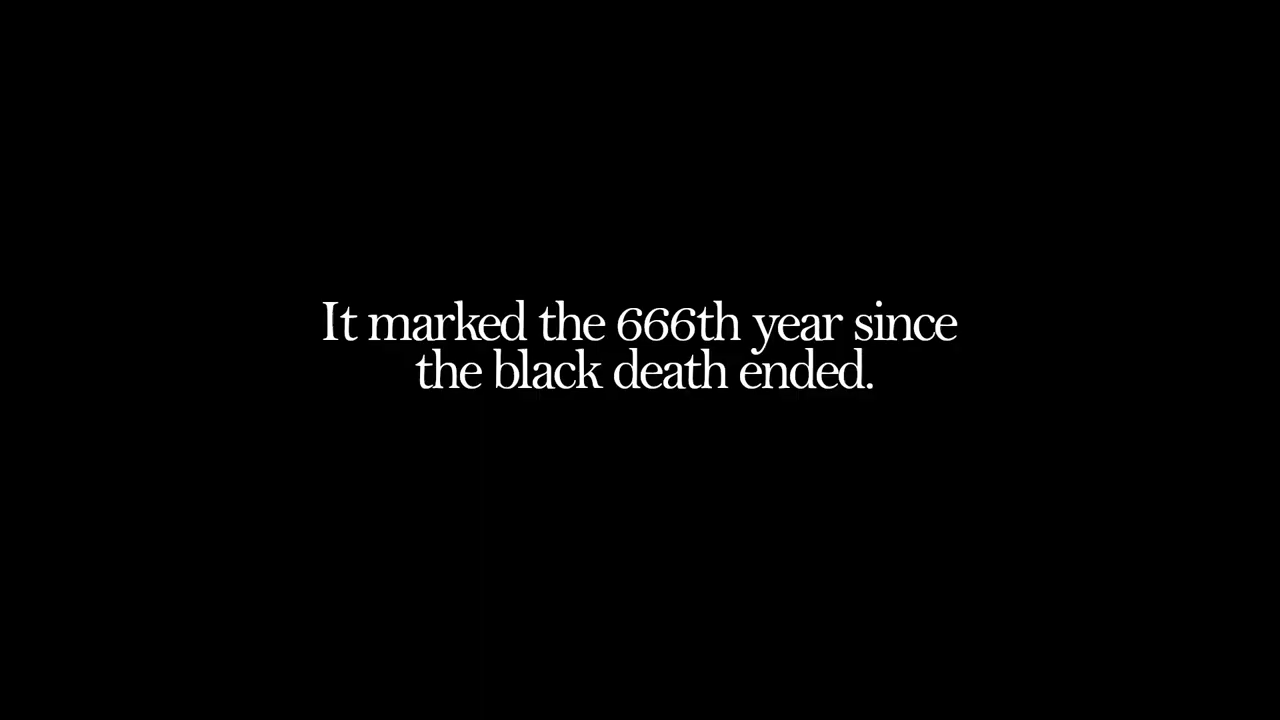 It marked the 666th year since
the black death ended.